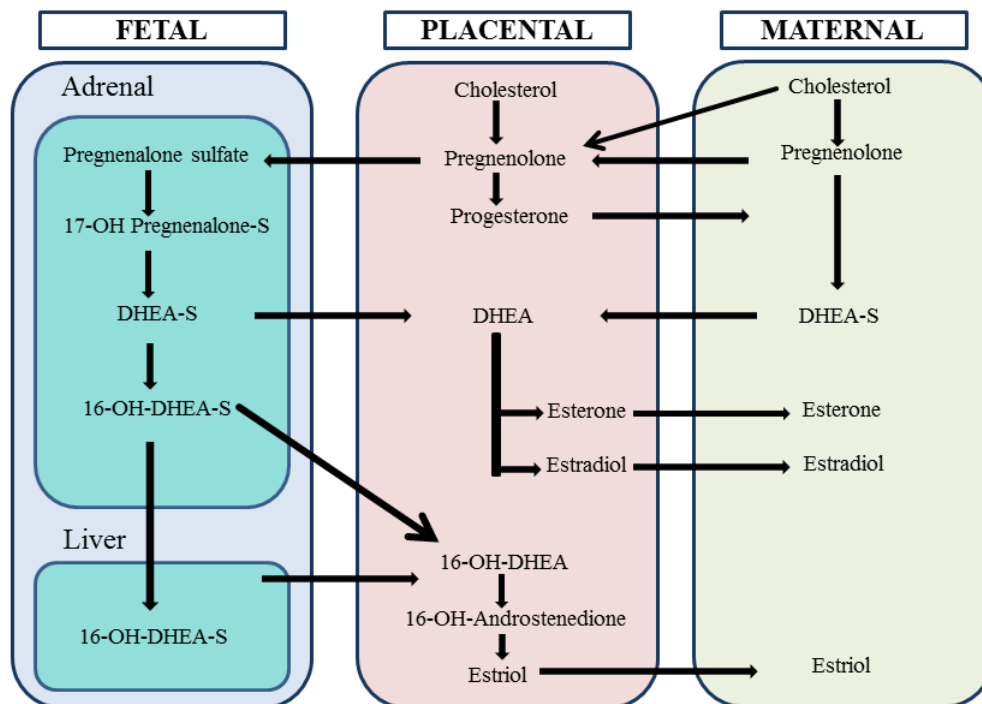 FETAL
PLACENTAL
MATERNAL
Adrenal
Pregnenalone sulfate
17-OH Pregnenalone-S
DHEA-S
16-OH-DHEA-S
Liver
16-OH-DHEA-S
Cholesterol
Pregnenolone
Progesterone
DHEA
Esterone
Estradiol
16-OH-DHEA
16-OH-Androstenedione
Estriol
Cholesterol
Pregnenolone
DHEA-S
Esterone
Estradiol
Estriol